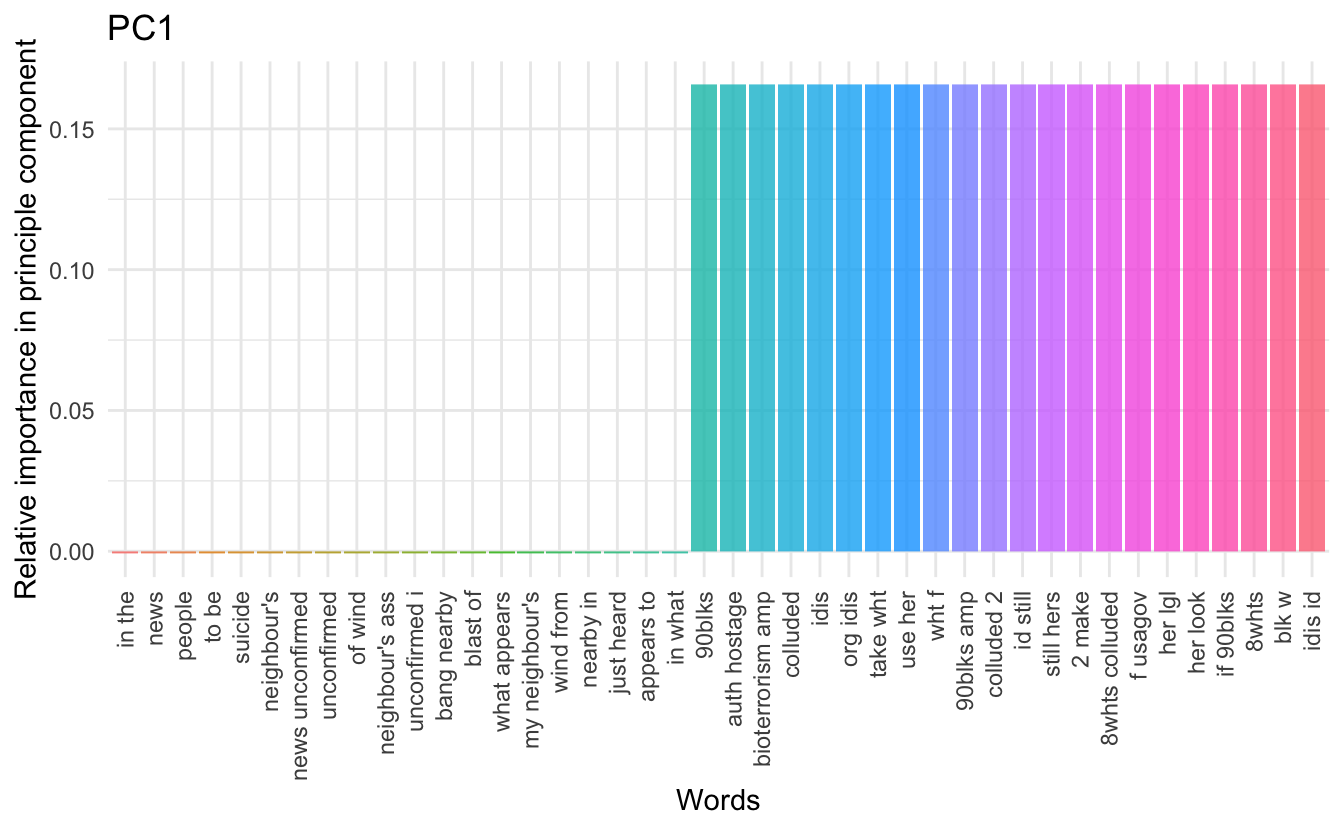 PC1
Relative importance in principle component
0.15
0.10
0.05
0.00
in the
news
people
to be
suicide
neighbour's
news unconfirmed
unconfirmed
of wind
neighbour's ass
unconfirmed i
bang nearby
blast of
what appears
my neighbour's
wind from
nearby in
just heard
appears to
in what
90blks
auth hostage
bioterrorism amp
colluded
idis
org idis
take wht
use her
wht f
90blks amp
colluded 2
id still
still hers
2 make
8whts colluded
f usagov
her lgl
her look
if 90blks
8whts
blk w
idis id
Words